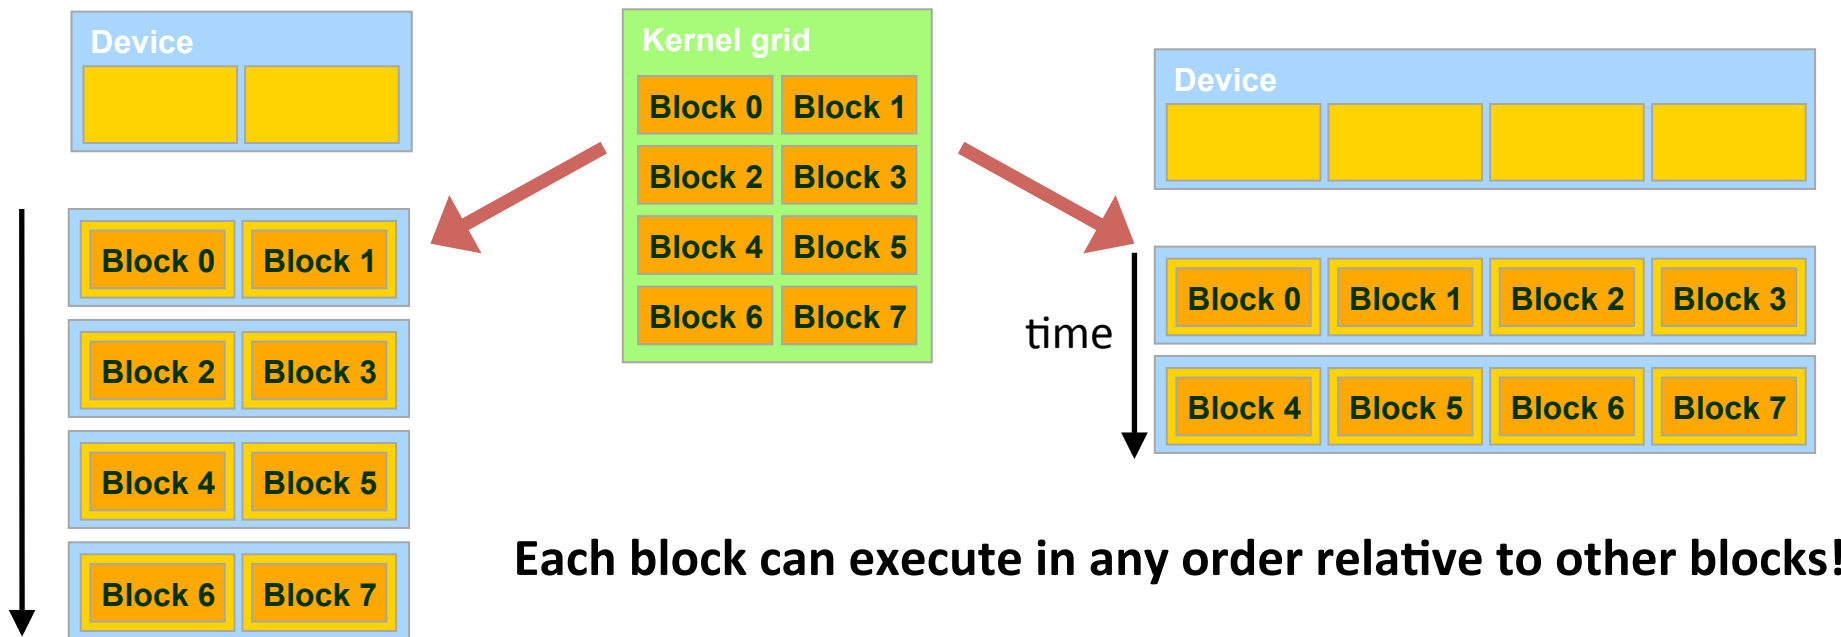 Device
Block 0 Block 1
Block 2 Block 3
Block 4 Block 5
Block 6 Block 7
Kernel grid
Block 0 Block 1
Block 2 Block 3
Block 4 Block 5
Block 6 Block 7
Device
time
Block 0 Block 1 Block 2 Block 3
Block 4 Block 5 Block 6 Block 7
Each block can execute in any order relative to other blocks!